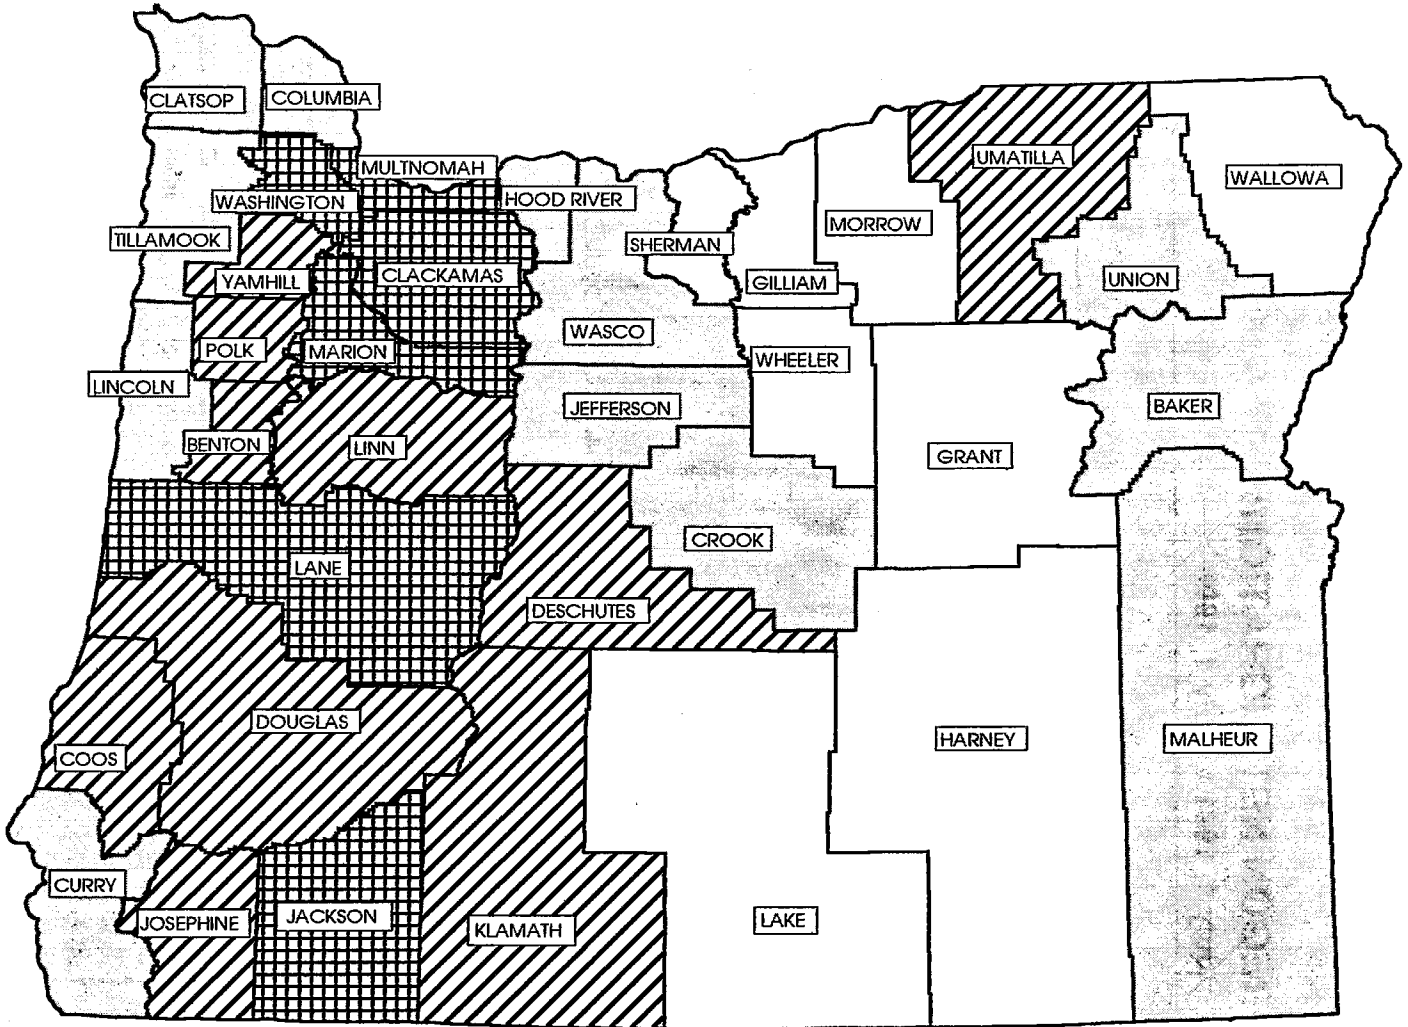 CLATSOP
COLUMBIA
MULTNOMAH
WASHINGTON
HOOD RIVER
UMATILLA
WALLOWA
TILLAMOOK
SHERMAN
MORROW
YAMHILL
CLACKAMAS
GILLIAM
UNION
POLK
MARION
WASCO
WHEELER
LINCOLN
JEFFERSON
BAKER
BENTON
LINN
GRANT
LANE
CROOK
DESCHUTES
DOUGLAS
COOS
HARNEY
MALHEUR
CURRY
JOSEPHINE
JACKSON
KLAMATH
LAKE